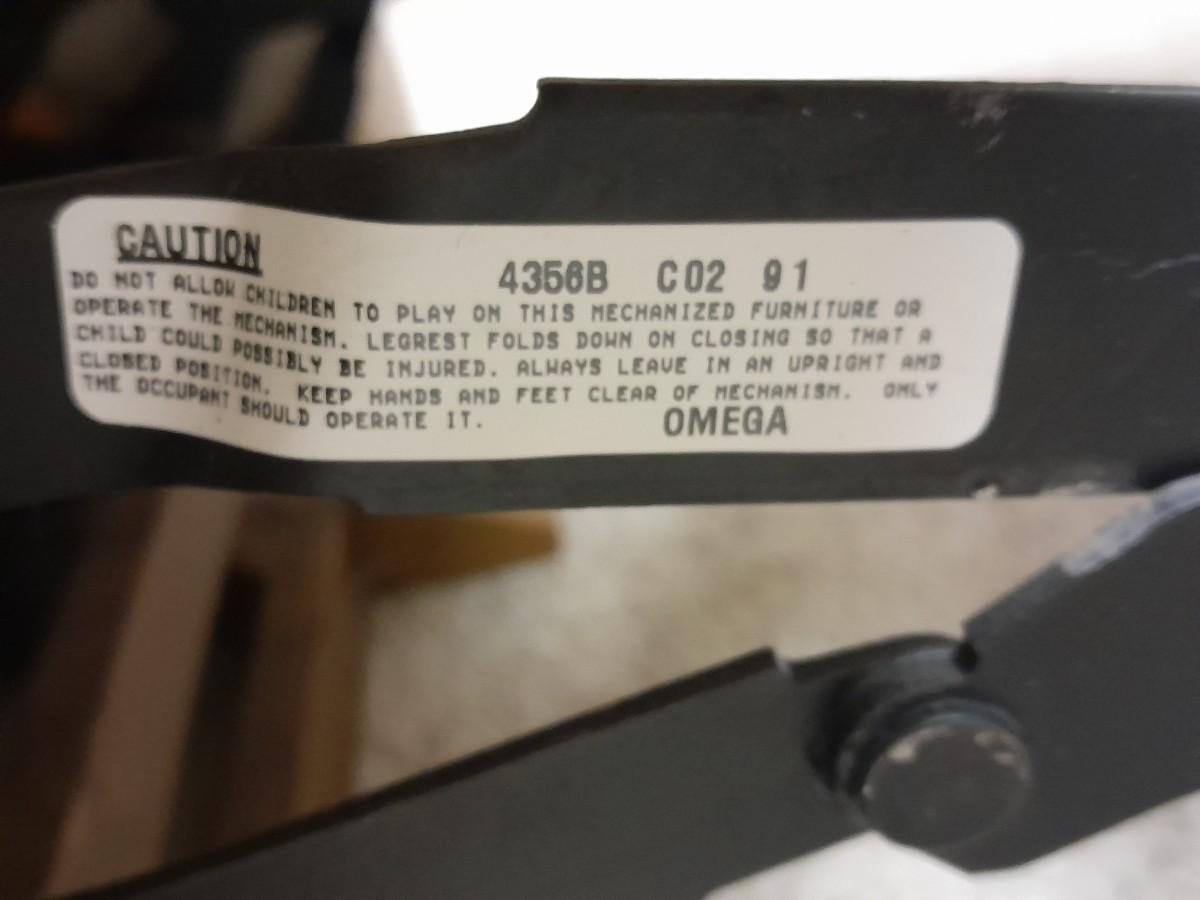 CAUTION
4356B C02 91
DO NOT ALLOW CHILDREN TO PLAY ON THIS MECHANIZED FURNITURE OR
OPERATE THE MECHANISM. LEGREST FOLDS DOWN ON CLOSING SO THAT A
CHILD COULD POSSIBLY BE INJURED. ALWAYS LEAVE IN AN UPRIGHT AND
CLOSED POSITION. KEEP HANDS AND FEET CLEAR OF MECHANISM. ONLY
THE OCCUPANT SHOULD OPERATE IT.
OMEGA